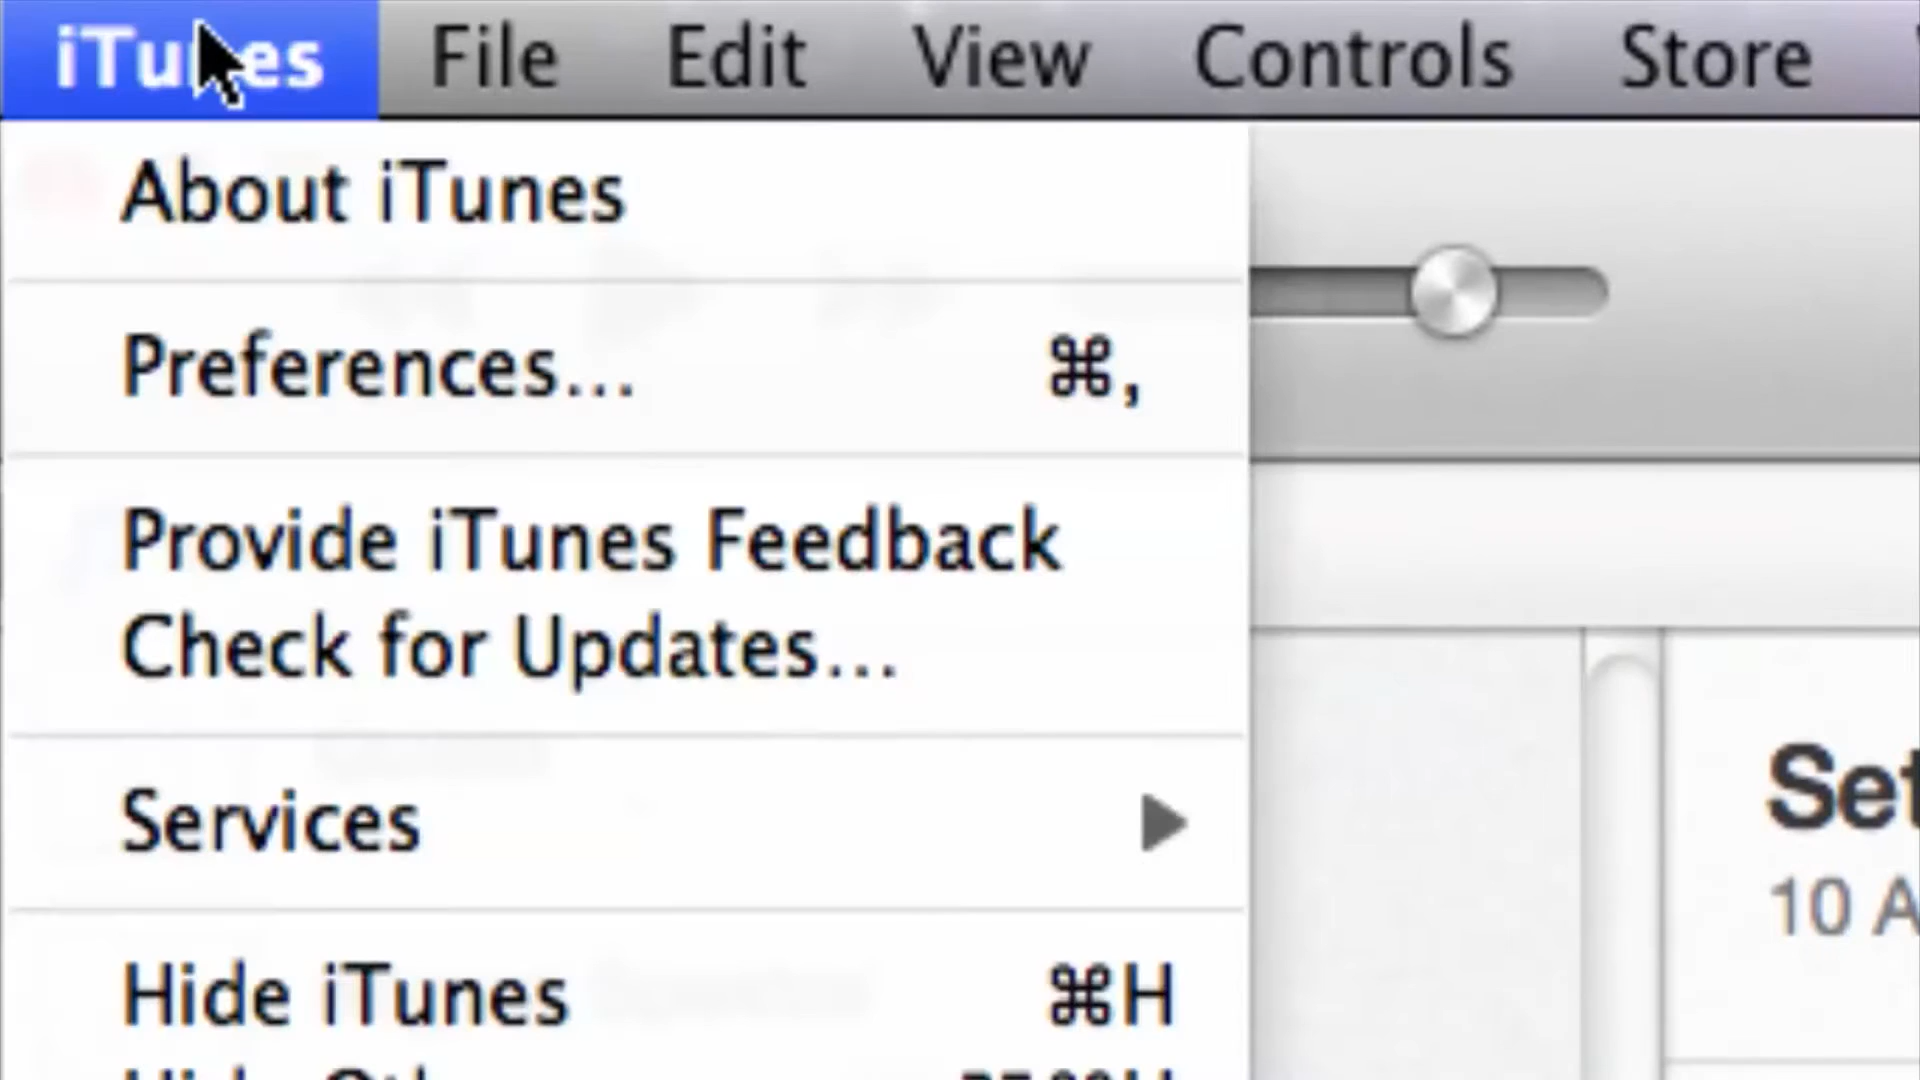 iTunes File Edit View Controls Store
About iTunes
Preferences... ⌘,
Provide iTunes Feedback
Check for Updates...
Services
Set
10 A
Hide iTunes ⌘H